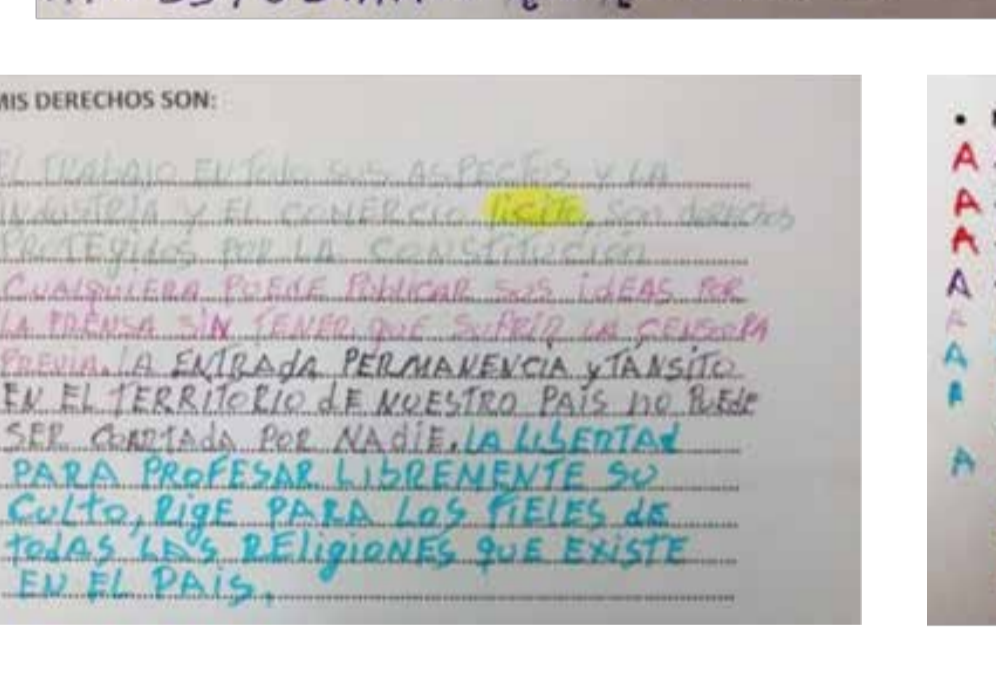 MIS DERECHOS SON:
EL TRABAJO EN TODO SUS ASPECTOS Y LA
INDUSTRIA Y EL COMERCIO licito, son derechos
PROTEgidos POR LA CONSTITUCION
CUALQUIERA PUEDE PUBLICAR SUS idEAS POR
LA PRENSA SIN TENER QUE SUFRIR LA CENSURA
PREVIA. LA ENTRADA PERMANENCIA y TANSiTO
EN EL TERRITORIO dE NUESTRO PAIS no PUEDE
SER COARTAdA POR NADIE. LA LIBERTAd
PARA PROFESAR LIBREMENTE SU
Culto, RigE PARA LOS FIELES dE
todAS LAS RELigioNES QUE EXiSTE
EN EL PAIS.
A
A
A
A
A
A
A
A